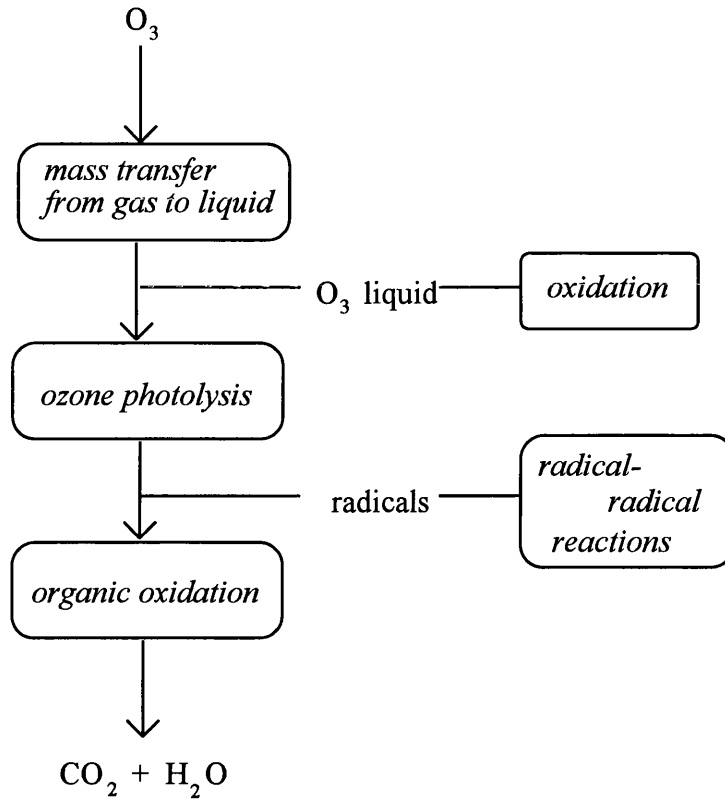 O₃
mass transfer
from gas to liquid
O₃ liquid
oxidation
ozone photolysis
radicals
radical-
radical
reactions
organic oxidation
CO₂ + H₂O